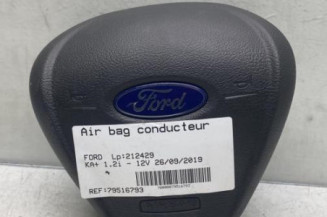 Ford
Air bag conducteur
FORD Lp:212429
KA+ 1.2i - 12V 26/09/2019
REF:79516793